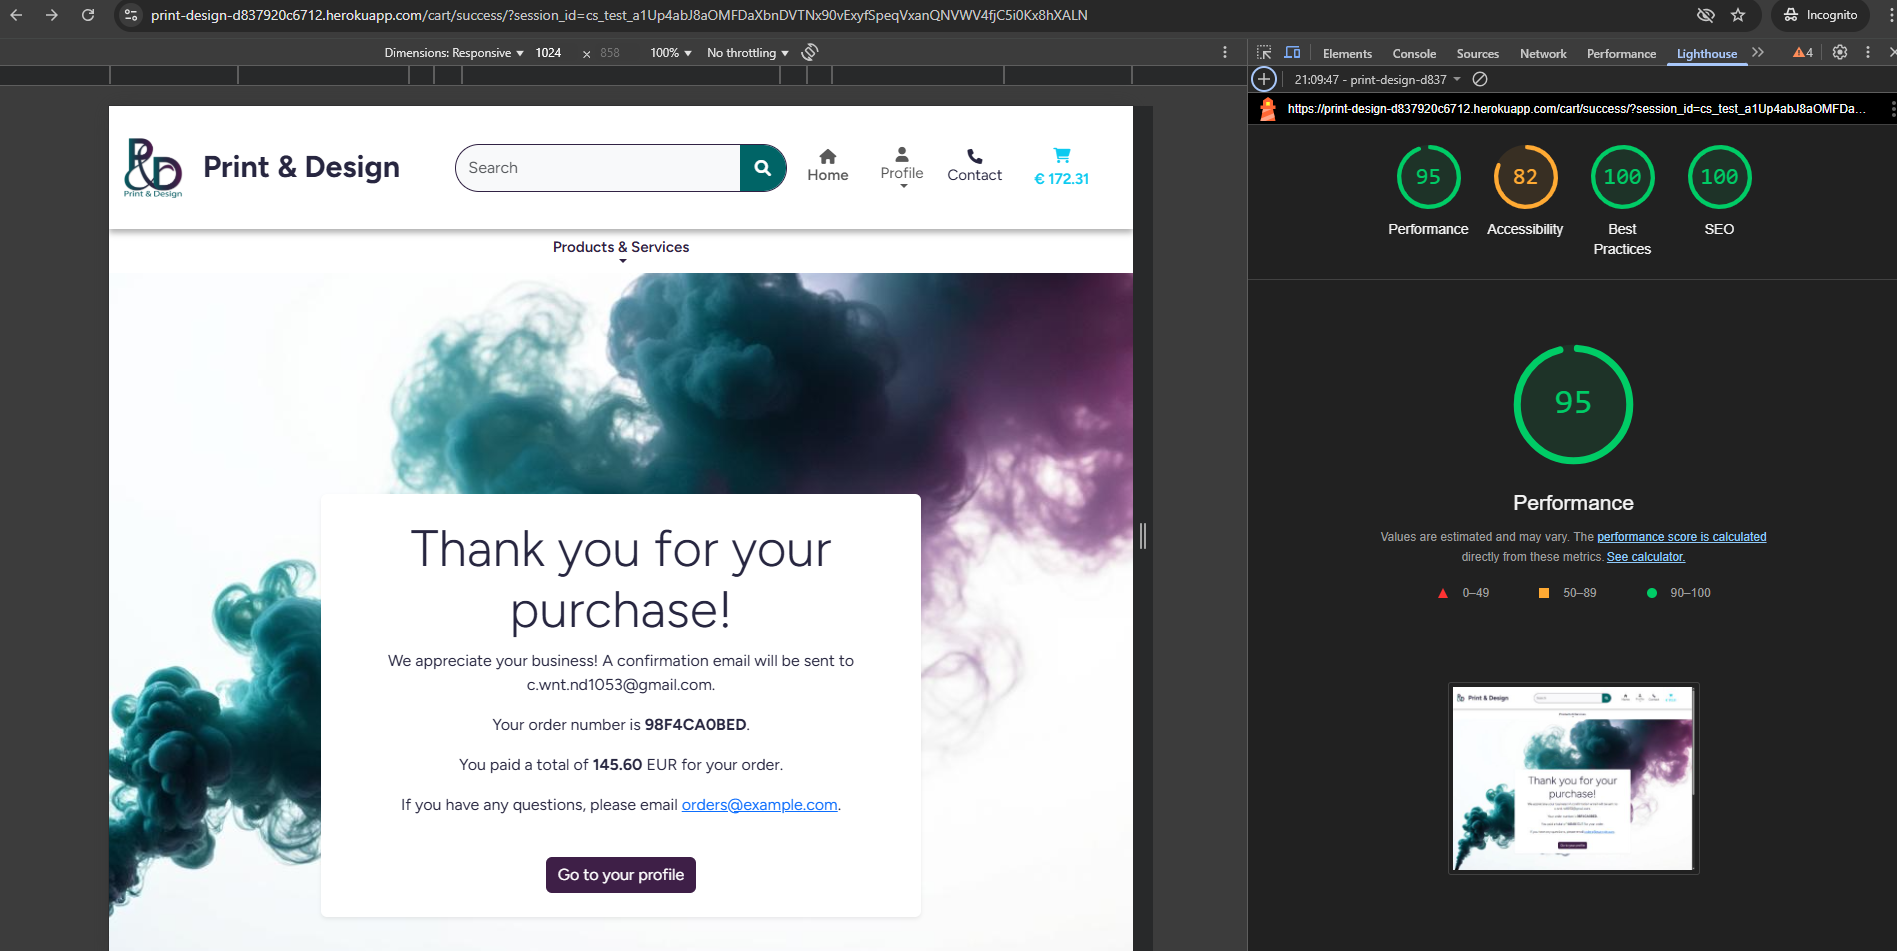 print-design-d837920c6712.herokuapp.com/cart/success/?session_id=cs_test_a1Up4abJ8aOMFDaXbnDVTNx90vExyfSpeqVxanQNVWV4fjC5i0Kx8hXALN
Incognito
Dimensions: Responsive 1024 × 858 100% No throttling
Elements Console Sources Network Performance Lighthouse 4
21:09:47 - print-design-d837
https://print-design-d837920c6712.herokuapp.com/cart/success/?session_id=cs_test_a1Up4abJ8aOMFDa...
Print & Design
Print & Design
Search
Home
Profile
Contact
€ 172.31
Products & Services
Thank you for your
purchase!
We appreciate your business! A confirmation email will be sent to
c.wnt.nd1053@gmail.com.
Your order number is 98F4CA0BED.
You paid a total of 145.60 EUR for your order.
If you have any questions, please email orders@example.com.
Go to your profile
95 82 100 100
Performance Accessibility Best Practices SEO
95
Performance
Values are estimated and may vary. The performance score is calculated
directly from these metrics. See calculator.
0–49 50–89 90–100
Print & Design
Thank you for your
purchase!